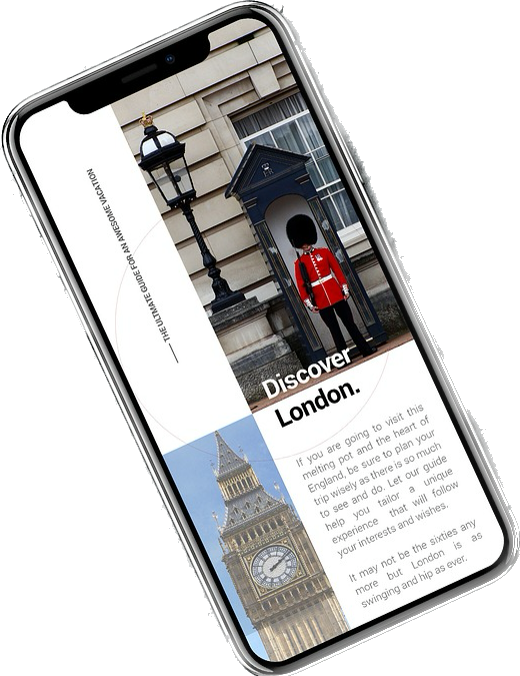 THE ULTIMATE GUIDE FOR AN AWESOME VACATION
Discover
London.
If you are going to visit this
melting pot and the heart of
England, be sure to plan your
trip wisely as there is so much
to see and do. Let our guide
help you tailor a unique
experience that will follow
your interests and wishes.
It may not be the sixties any
more but London is as
swinging and hip as ever.